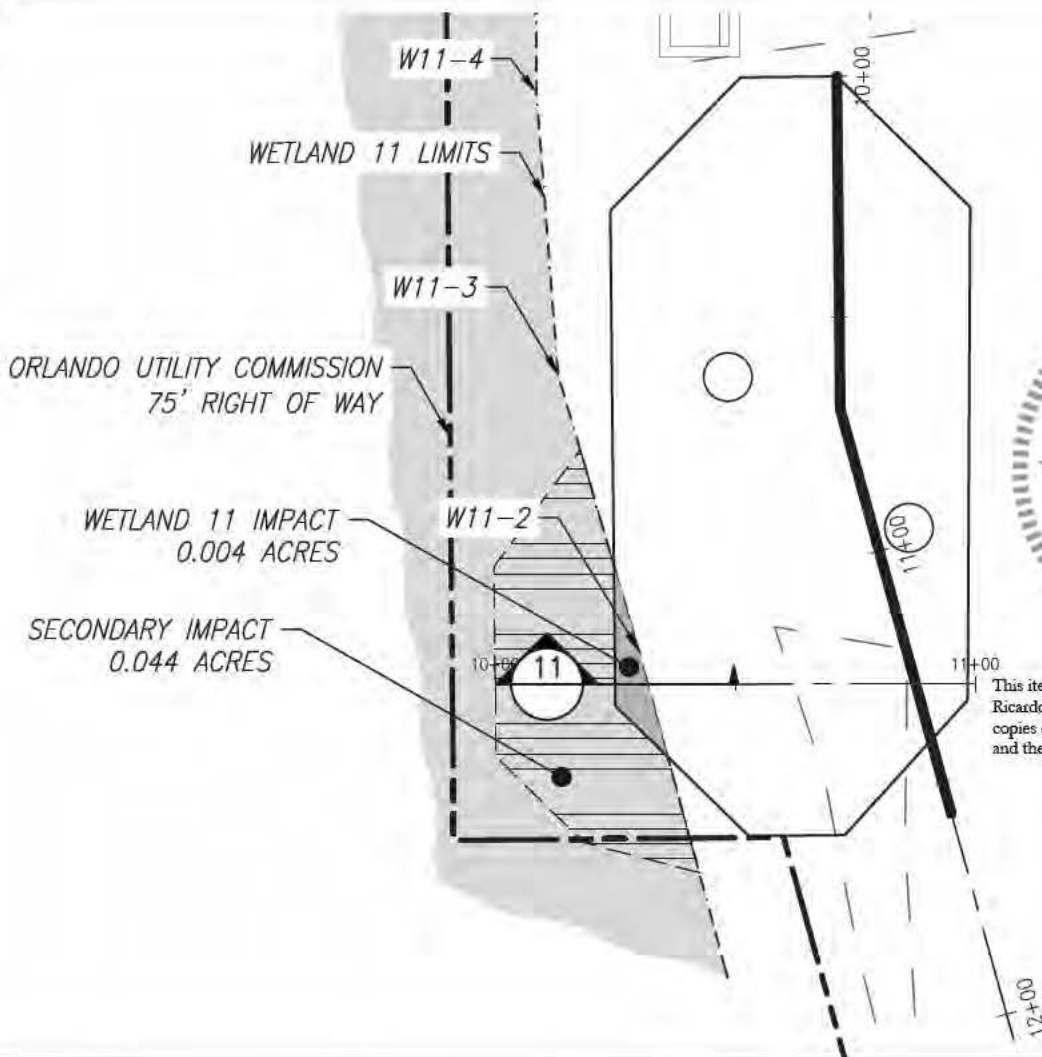 W11-4
10+00
WETLAND 11 LIMITS
W11-3
ORLANDO UTILITY COMMISSION
75' RIGHT OF WAY
WETLAND 11 IMPACT
0.004 ACRES
W11-2
11+00
SECONDARY IMPACT
0.044 ACRES
10+00
11
11+00
This ite
Ricardo
copies
and the
12+00